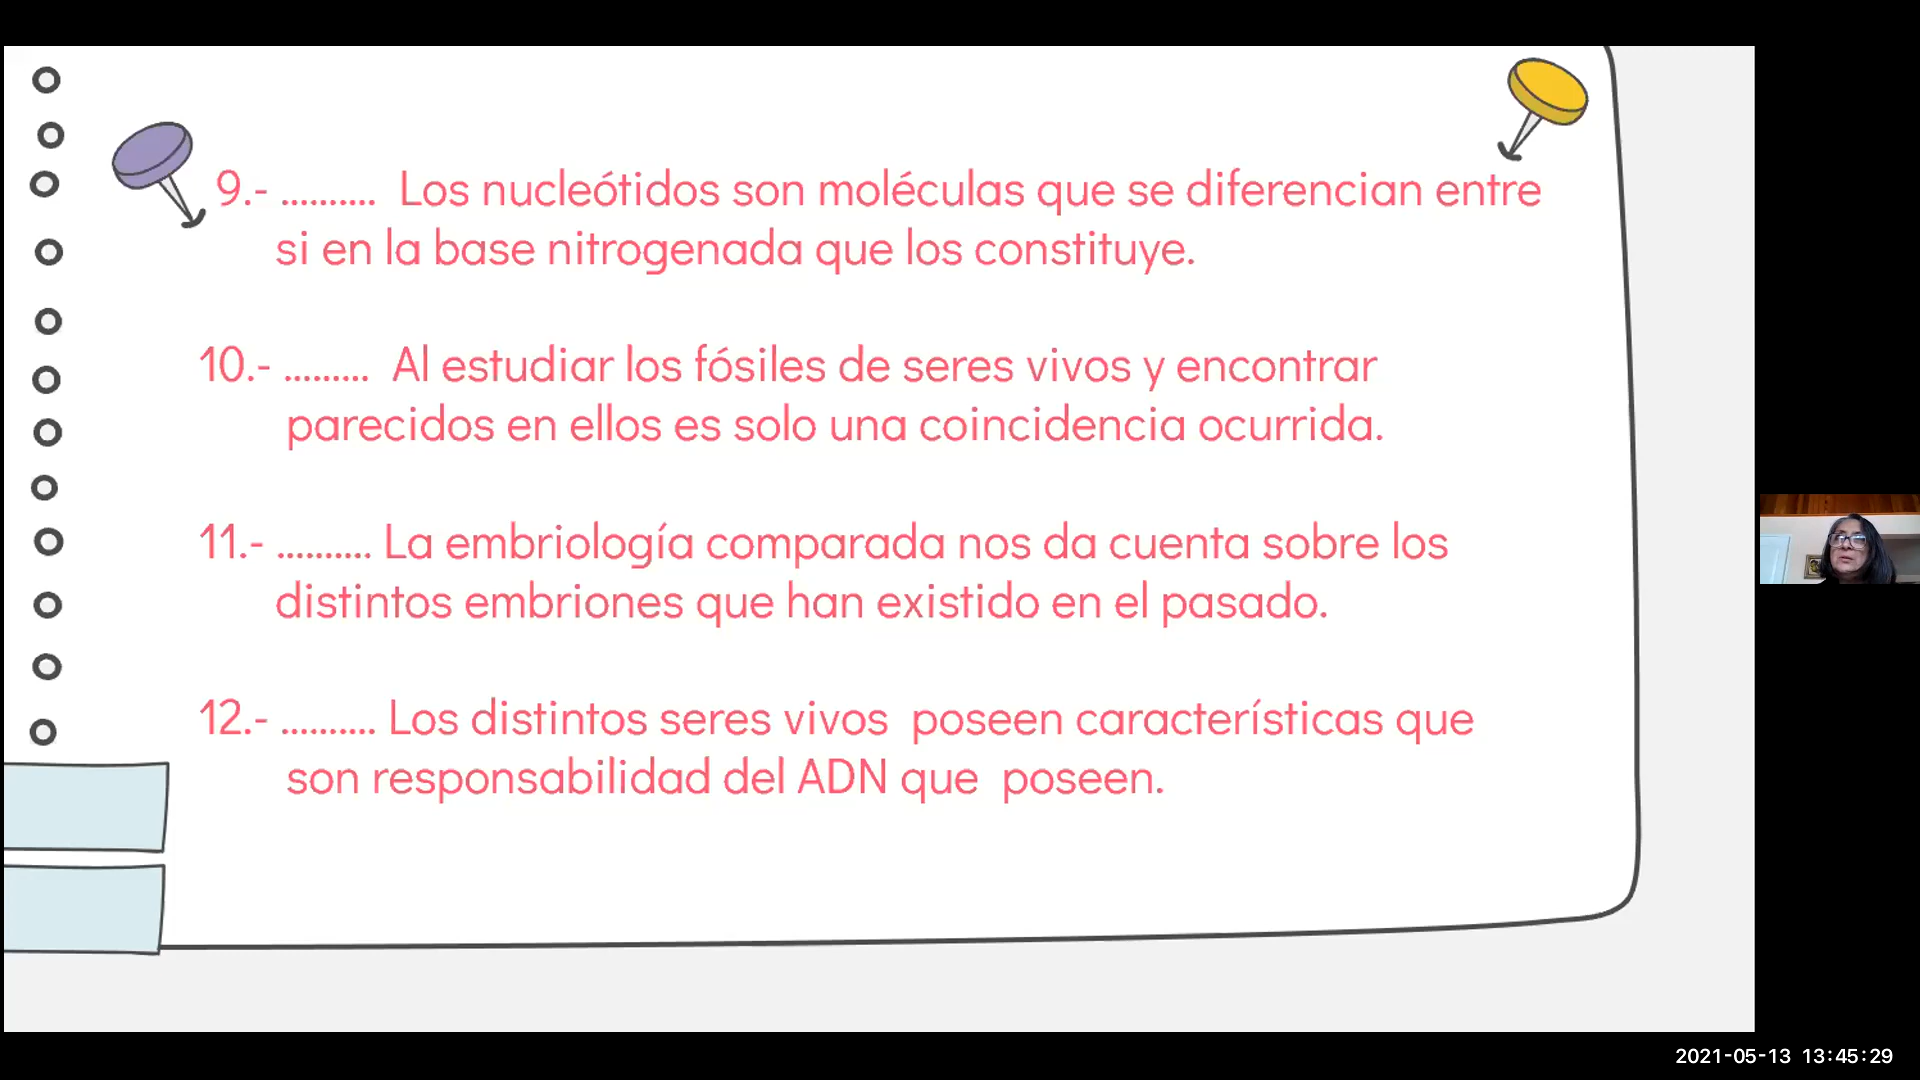 9.- .......... Los nucleótidos son moléculas que se diferencian entre
si en la base nitrogenada que los constituye.
10.- ......... Al estudiar los fósiles de seres vivos y encontrar
parecidos en ellos es solo una coincidencia ocurrida.
11.- .......... La embriología comparada nos da cuenta sobre los
distintos embriones que han existido en el pasado.
12.- .......... Los distintos seres vivos poseen características que
son responsabilidad del ADN que poseen.
2021-05-13 13:45:29